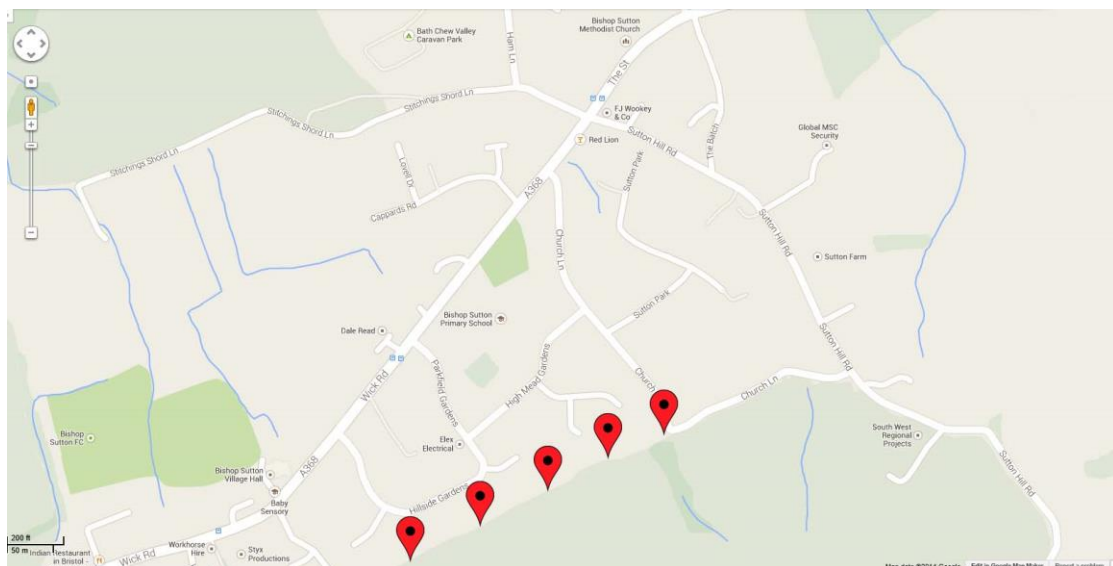 Bath Chew Valley
Caravan Park
Ham Ln
Bishop Sutton
Methodist Church
The St
Stitchings Shord Ln
Stitchings Shord Ln
Stitchings Shord Ln
FJ Wookey
& Co
Red Lion
Sutton Hill Rd
The Batch
Global MSC
Security
Lovell Dr
Cappards Rd
A368
Sutton Park
Church Ln
Sutton Hill Rd
Sutton Farm
Bishop Sutton
Primary School
Dale Read
Sutton Park
Sutton Hill Rd
Wick Rd
Parkfield Gardens
High Mead Gardens
Church
Church Ln
Bishop
Sutton FC
Elex
Electrical
South West
Regional
Projects
Sutton Hill Rd
A368
Bishop Sutton
Village Hall
Baby
Sensory
Hillside Gardens
200 ft
50 m
Indian Restaurant
in Bristol
Wick Rd
Workhorse
Hire
Styx
Productions